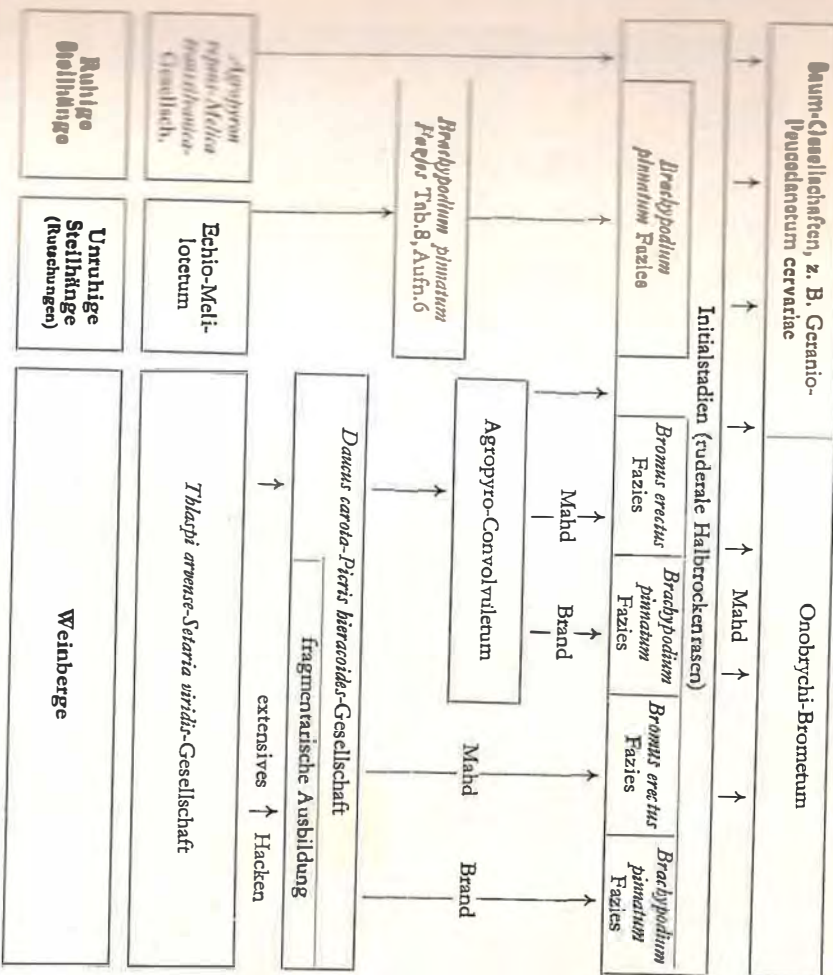 Saum-Gesellschaften, z. B. Geranio-
Peucedanetum cervariae
Onobrychi-Brometum
Mahd
Initialstadien (ruderale Halbtrockenrasen)
Brachypodium
pinnatum Fazies
Bromus erectus
Fazies
Brachypodium
pinnatum
Fazies
Bromus erectus
Fazies
Brachypodium
pinnatum
Fazies
Mahd
Brand
Mahd
Brand
Brachypodium pinnatum
Fazies Tab.8, Aufn.6
Agropyro-Convolvuletum
Daucus carota-Picris hieracoides-Gesellschaft
fragmentarische Ausbildung
extensives
Hacken
Agropyron
repens-Melica
transsilvanica-
Gesellsch.
Echio-Meli-
lotetum
Thlaspi arvense-Setaria viridis-Gesellschaft
Ruhige
Steilhänge
Unruhige
Steilhänge
(Rutschungen)
Weinberge